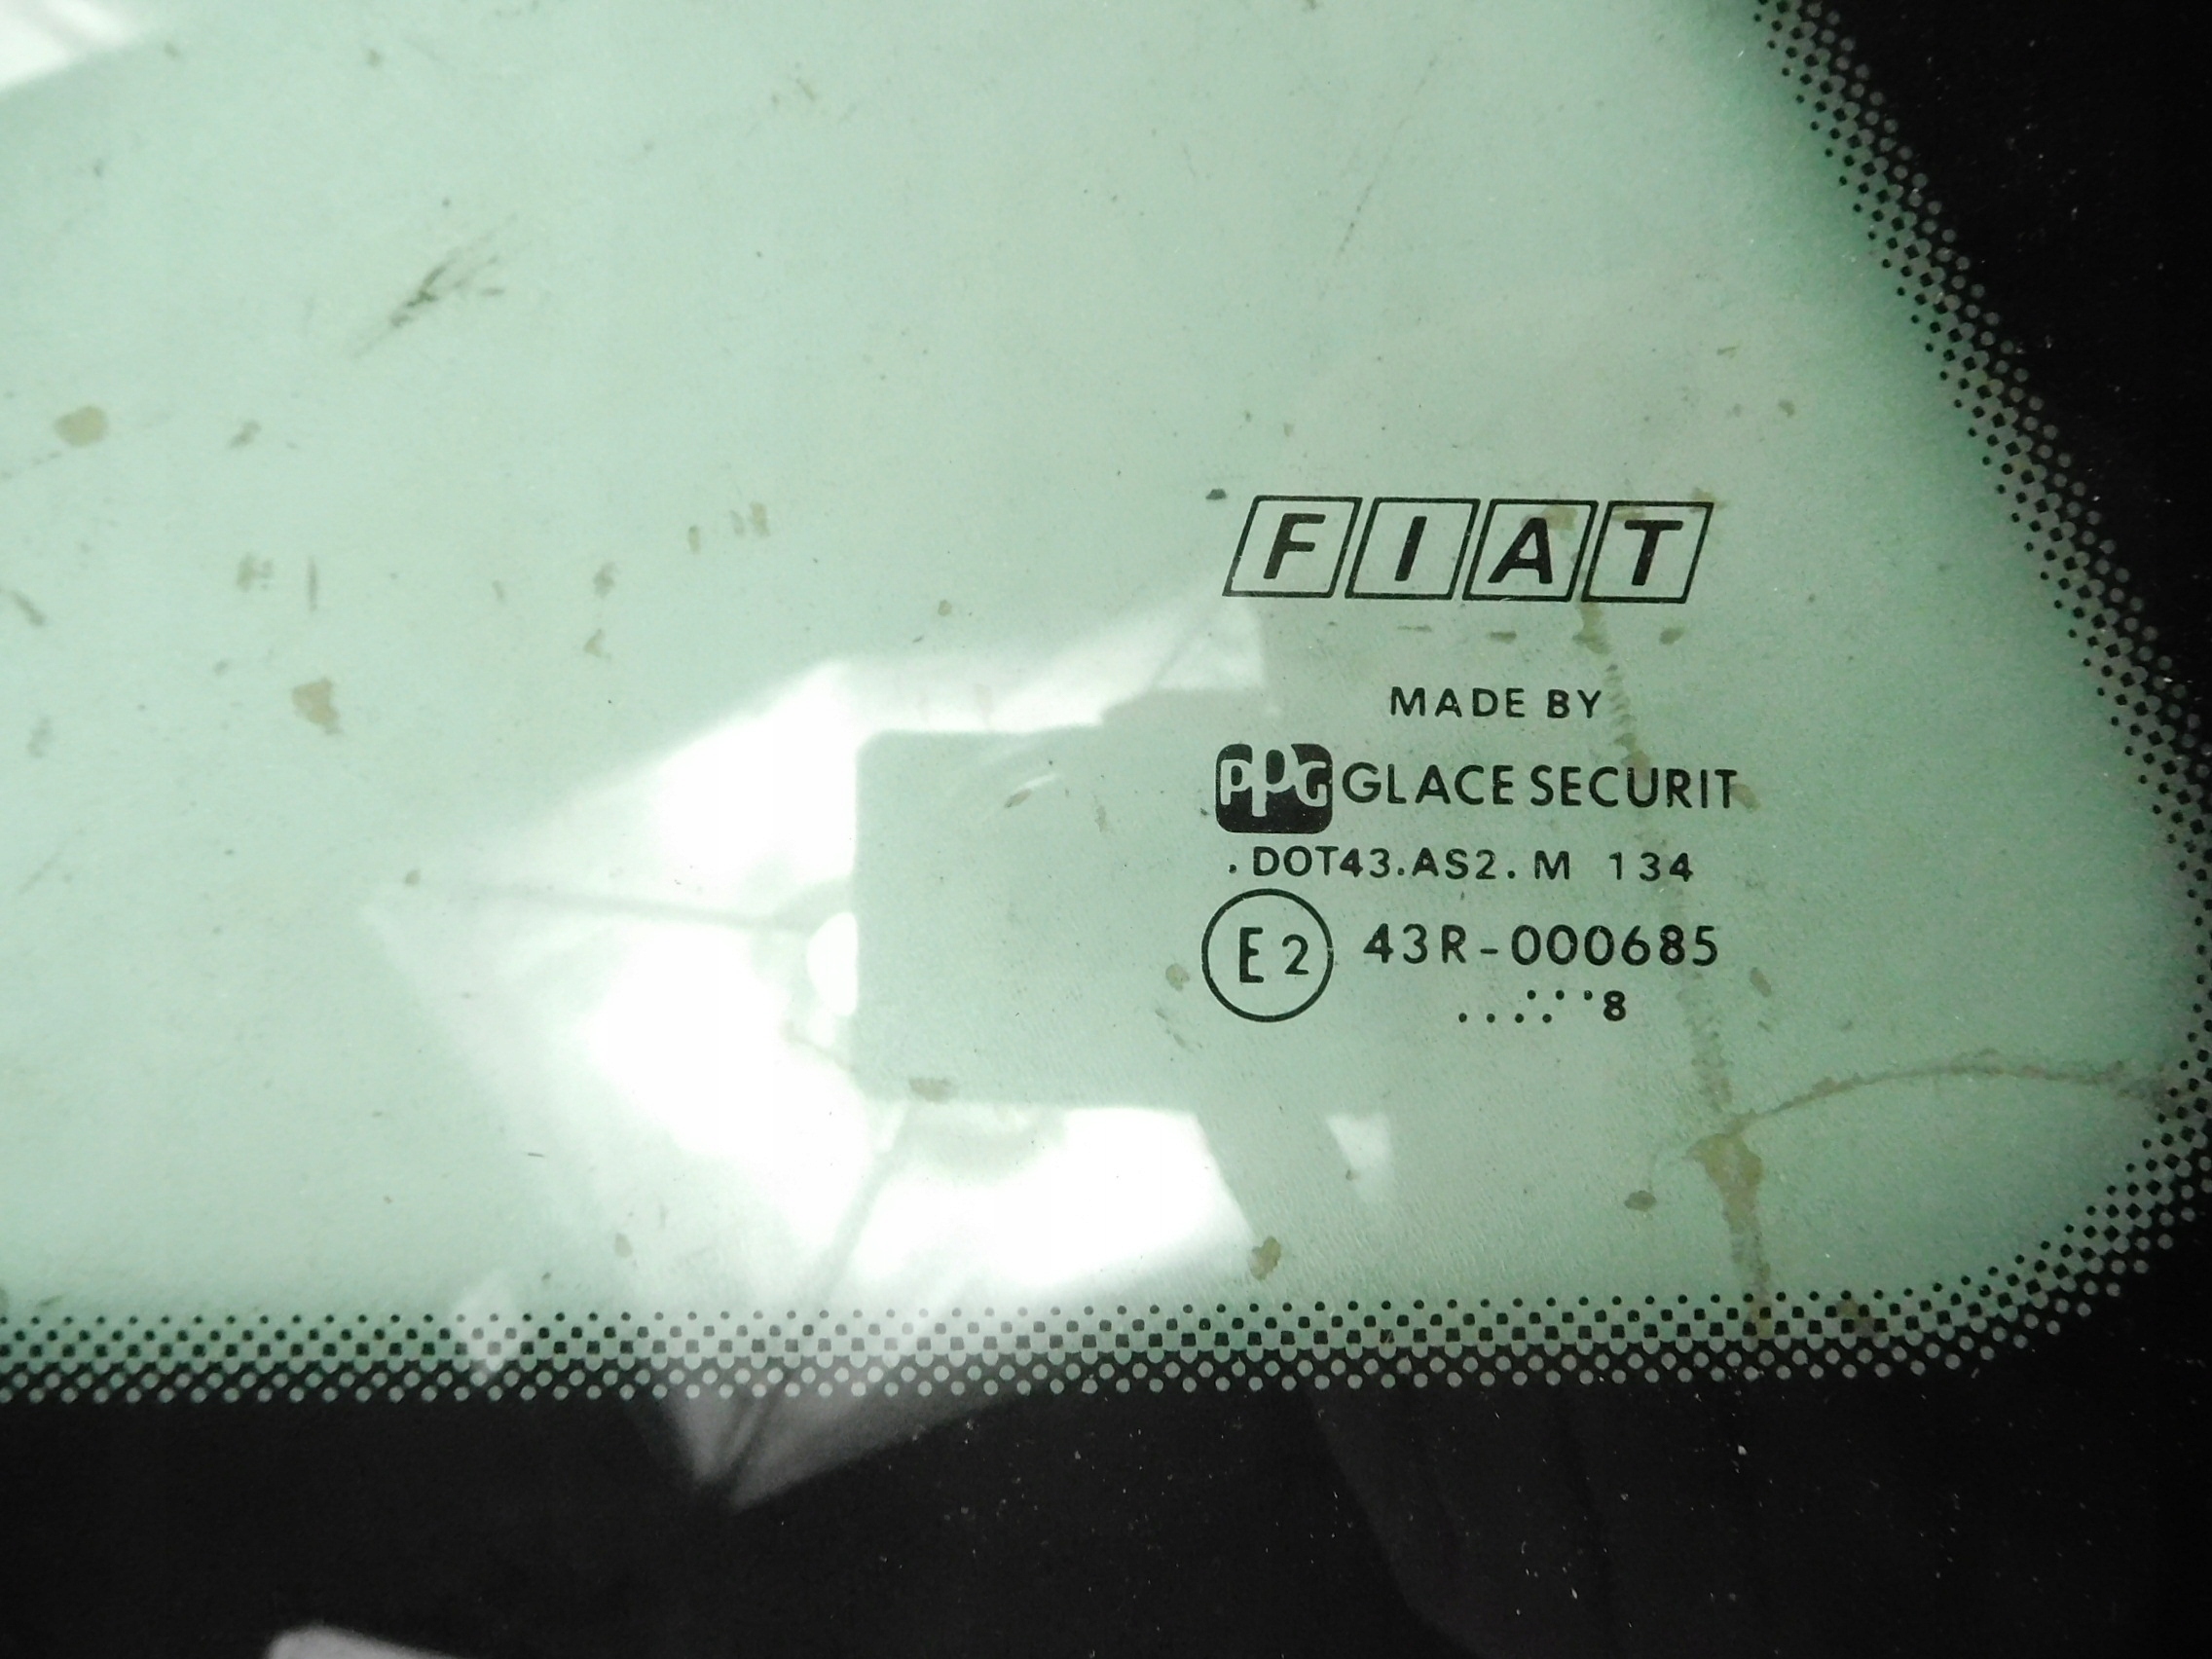 FIAT
MADE BY
PPG GLACE SECURIT
.DOT43.AS2.M 134
E2 43R-000685
....:·:·'8